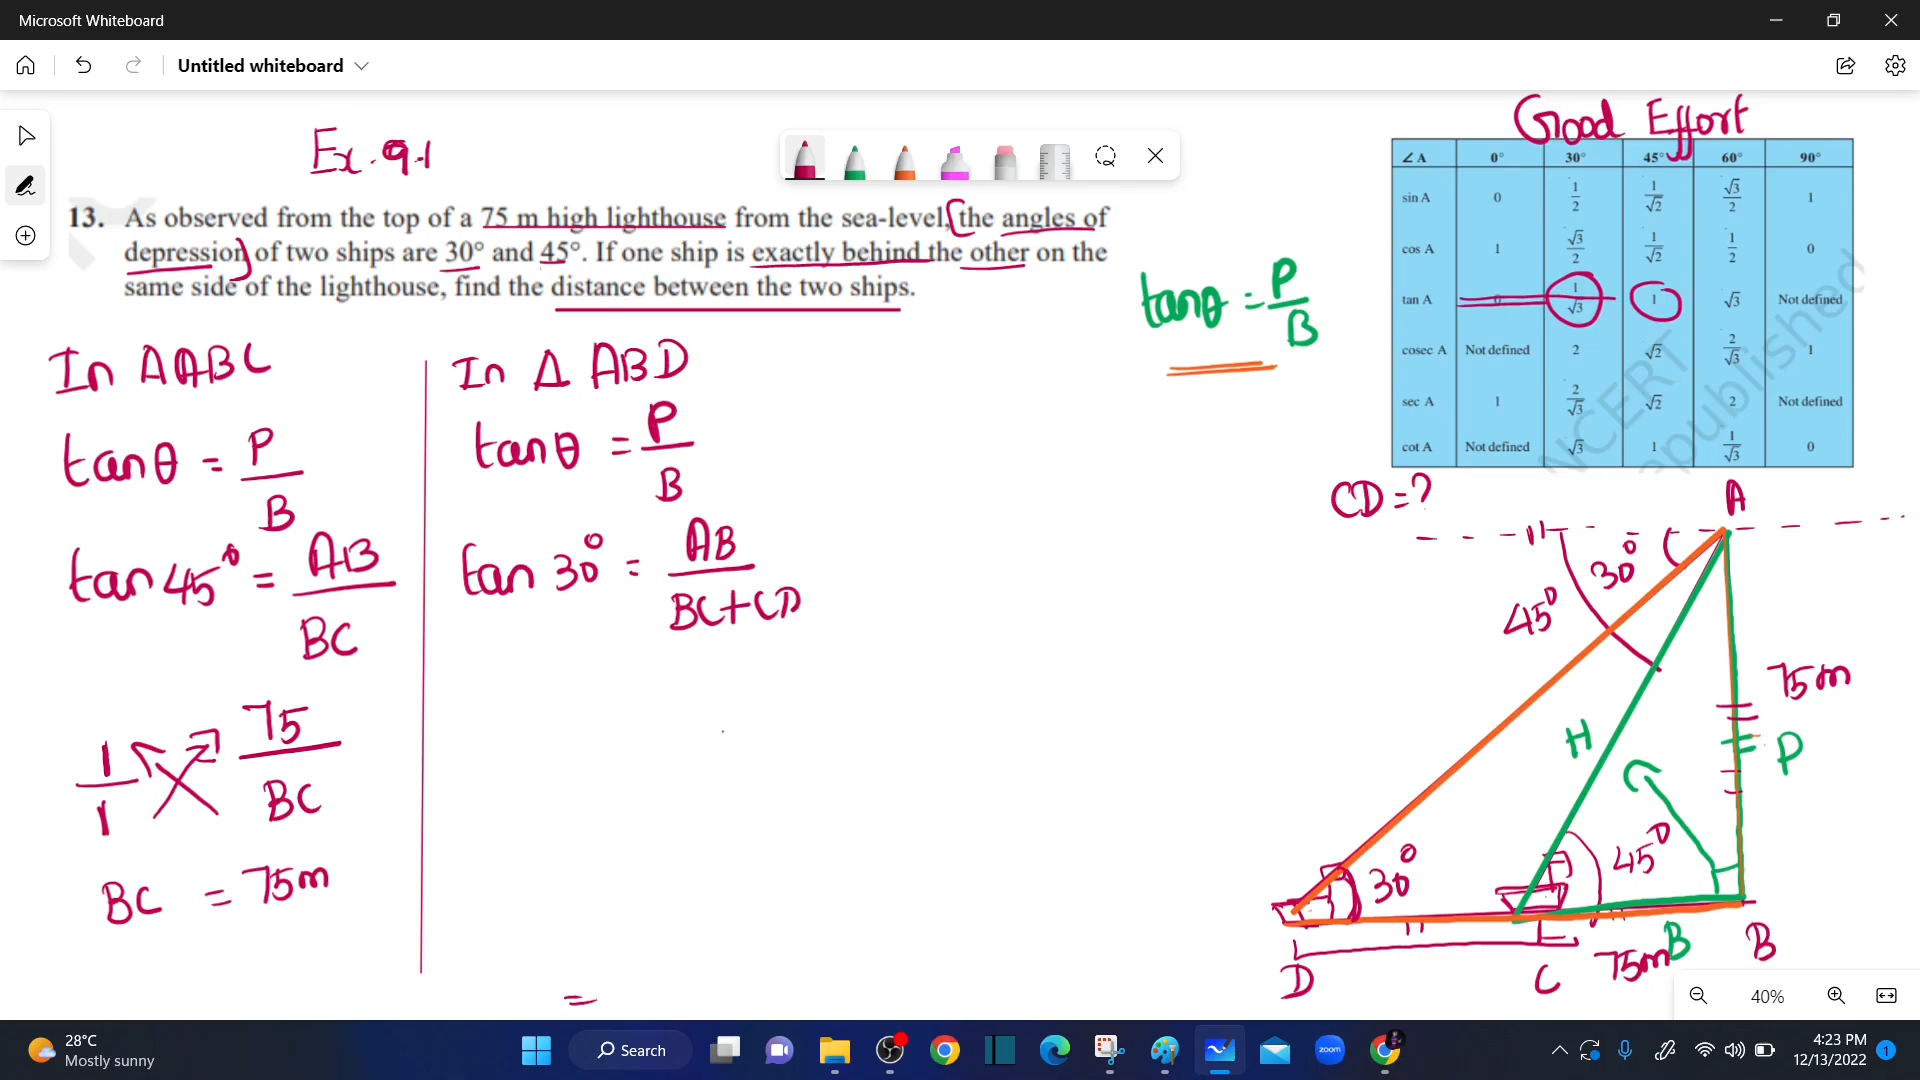 Microsoft Whiteboard
Untitled whiteboard
Ex. 9.1
Good Effort
13. As observed from the top of a 75 m high lighthouse from the sea-level, the angles of
depression of two ships are 30° and 45°. If one ship is exactly behind the other on the
same side of the lighthouse, find the distance between the two ships.
tanθ = P/B
∠A 0° 30° 45° 60° 90°
sin A 0 1/2 1/√2 √3/2 1
cos A 1 √3/2 1/√2 1/2 0
tan A 0 1/√3 1 √3 Not defined
cosec A Not defined 2 √2 2/√3 1
sec A 1 2/√3 √2 2 Not defined
cot A Not defined √3 1 1/√3 0
In ΔABC
tanθ = P/B
tan 45° = AB/BC
1/1 75/BC
BC = 75m
In Δ ABD
tanθ = P/B
tan 30° = AB/BC+CD
=
CD = ?
A
30°
45°
75m
H
P
30°
45°
D
C
75m
B
B
40%
28°C
Mostly sunny
Search
zoom
4:23 PM
12/13/2022
1